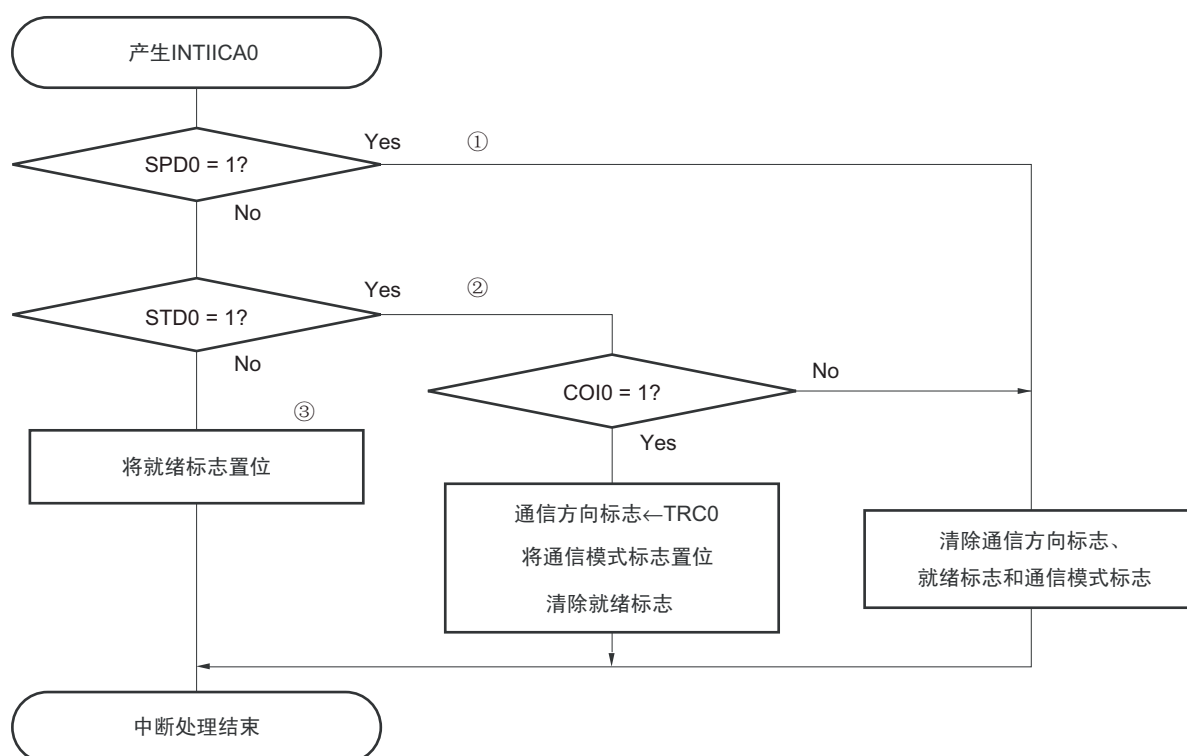 产生INTIICA0
Yes
①
SPD0 = 1?
No
Yes
②
STD0 = 1?
No
No
COI0 = 1?
③
Yes
将就绪标志置位
通信方向标志←TRC0
将通信模式标志置位
清除就绪标志
清除通信方向标志、
就绪标志和通信模式标志
中断处理结束